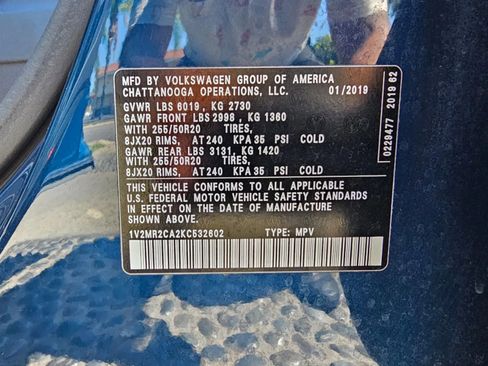 MFD BY VOLKSWAGEN GROUP OF AMERICA
CHATTANOOGA OPERATIONS, LLC. 01/2019
GVWR LBS 6019, KG 2730
GAWR FRONT LBS 2998, KG 1360
WITH 255/50R20 TIRES,
8JX20 RIMS, AT 240 KPA 35 PSI COLD
GAWR REAR LBS 3131, KG 1420
WITH 255/50R20 TIRES,
8JX20 RIMS, AT 240 KPA 35 PSI COLD
THIS VEHICLE CONFORMS TO ALL APPLICABLE
U.S. FEDERAL MOTOR VEHICLE SAFETY STANDARDS
IN EFFECT ON THE DATE OF MANUFACTURE
SHOWN ABOVE.
1V2MR2CA2KC532602 TYPE: MPV
0228477 2019 62